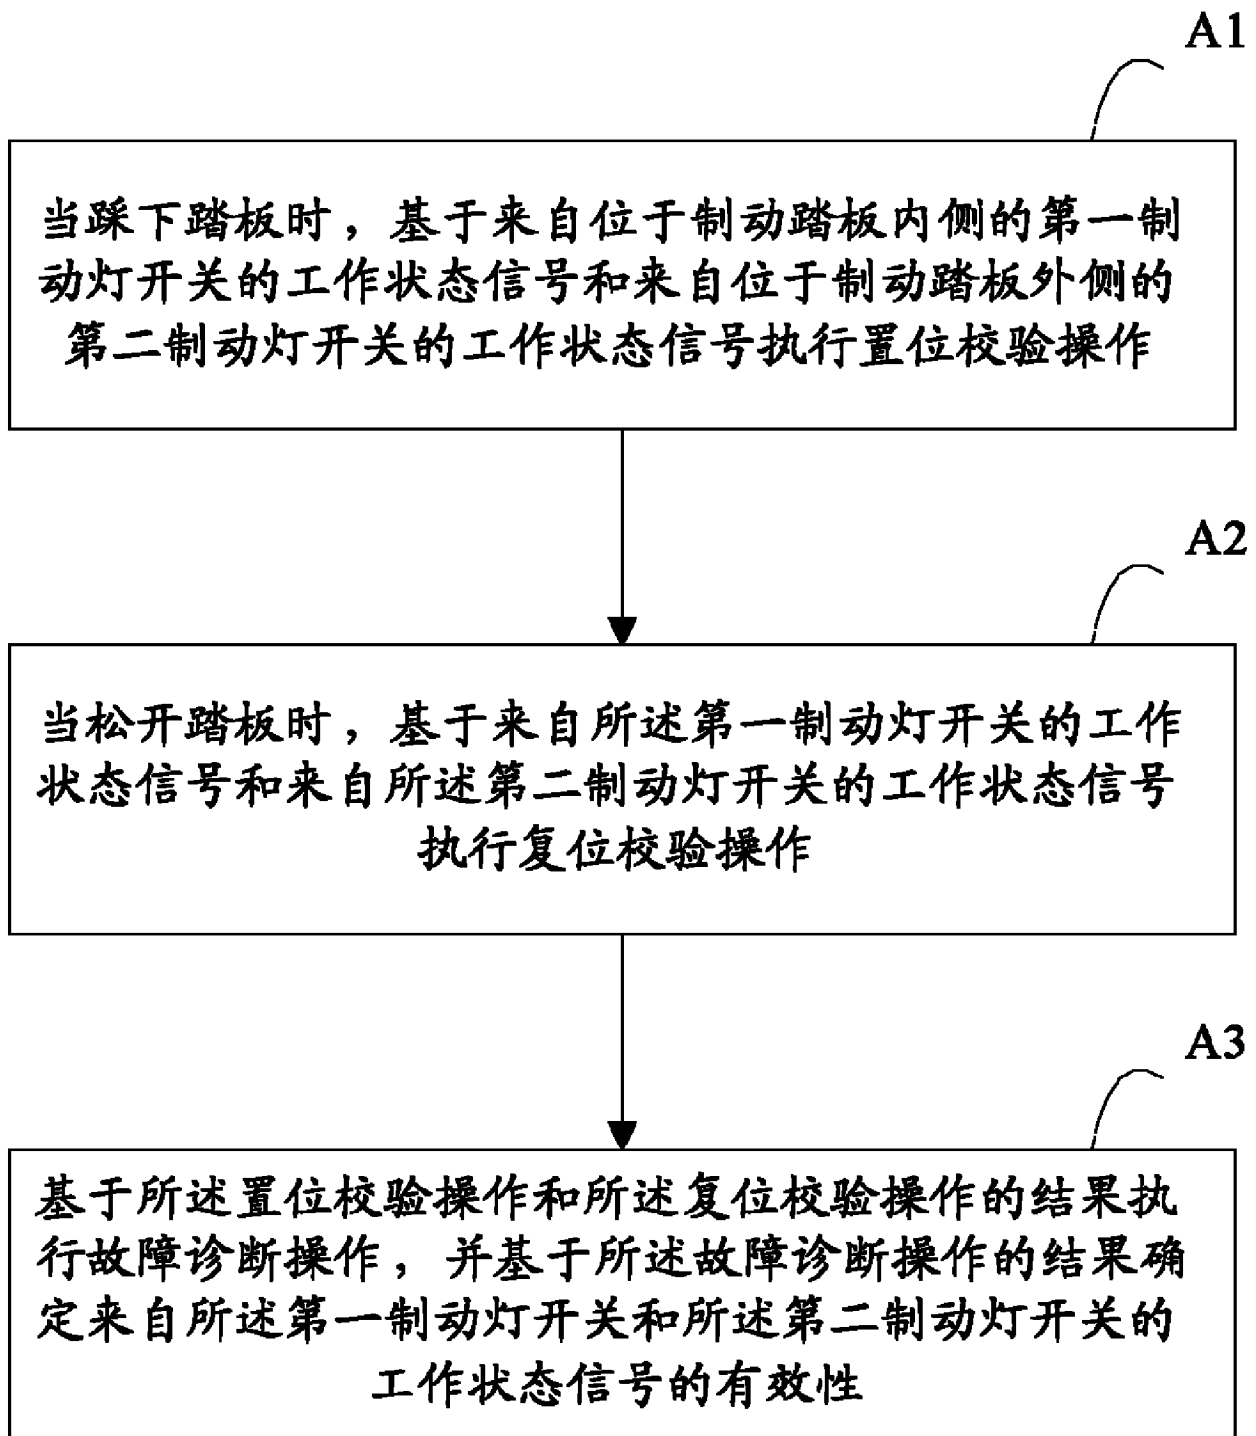 A1
当踩下踏板时，基于来自位于制动踏板内侧的第一制
动灯开关的工作状态信号和来自位于制动踏板外侧的
第二制动灯开关的工作状态信号执行置位校验操作
A2
当松开踏板时，基于来自所述第一制动灯开关的工作
状态信号和来自所述第二制动灯开关的工作状态信号
执行复位校验操作
A3
基于所述置位校验操作和所述复位校验操作的结果执
行故障诊断操作，并基于所述故障诊断操作的结果确
定来自所述第一制动灯开关和所述第二制动灯开关的
工作状态信号的有效性